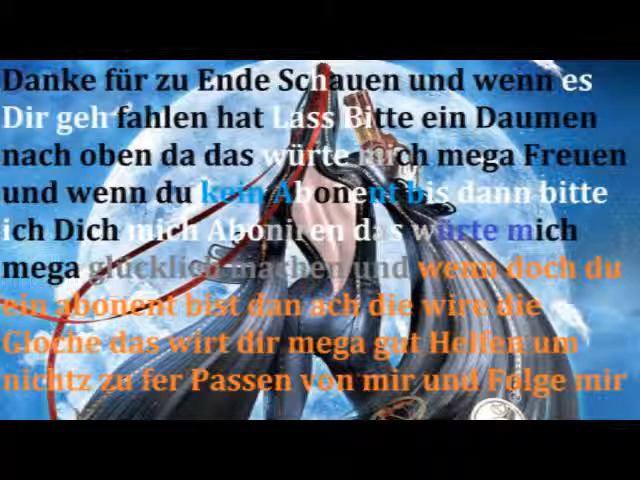 Danke für zu Ende Schauen und wenn es
Dir geh fahlen hat Lass Bitte ein Daumen
nach oben da das würte mich mega Freuen
und wenn du kein Abonent bis dann bitte
ich Dich mich Aboniren das würte mich
mega glücklich machen und wenn doch du
ein abonent bist dan ach die wire die
Gloche das wirt dir mega gut Helfen um
nichtz zu fer Passen von mir und Folge mir